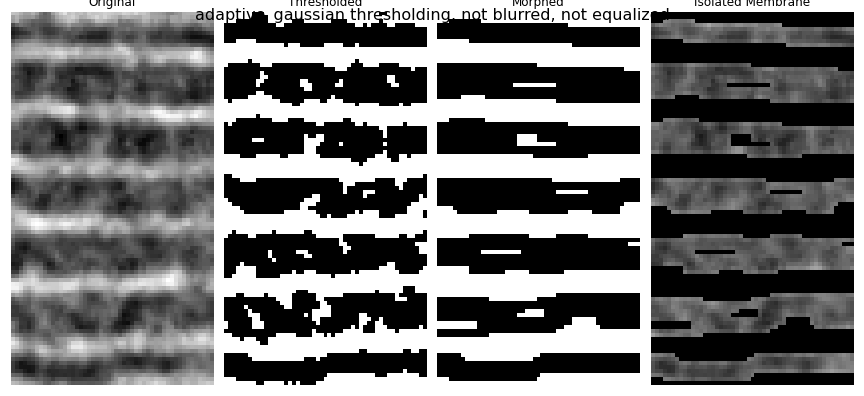 adaptive, gaussian thresholding, not blurred, not equalized
Original
Thresholded
Morphed
Isolated Membrane